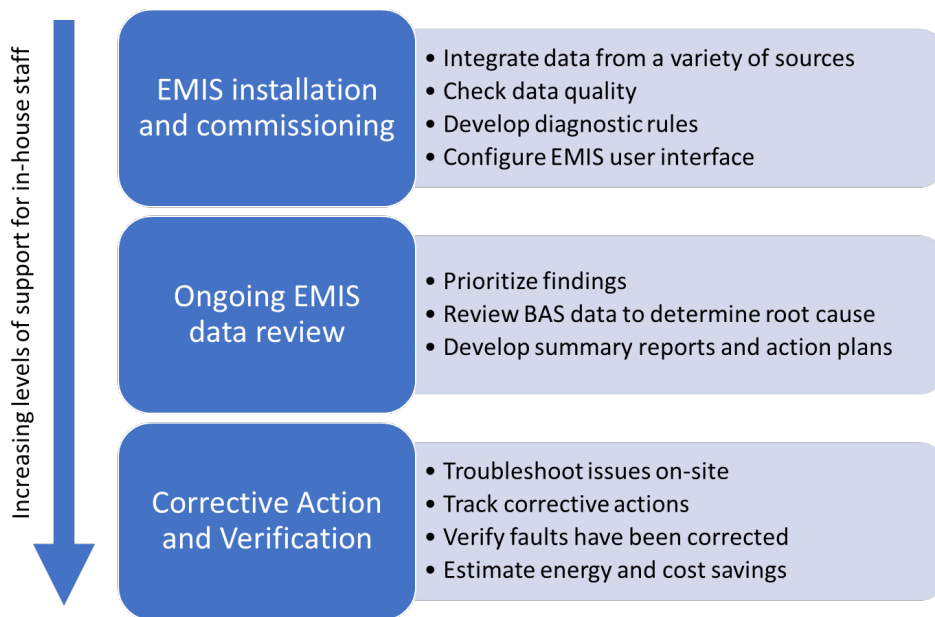 Increasing levels of support for in-house staff
EMIS installation
and commissioning
• Integrate data from a variety of sources
• Check data quality
• Develop diagnostic rules
• Configure EMIS user interface
Ongoing EMIS
data review
• Prioritize findings
• Review BAS data to determine root cause
• Develop summary reports and action plans
Corrective Action
and Verification
• Troubleshoot issues on-site
• Track corrective actions
• Verify faults have been corrected
• Estimate energy and cost savings